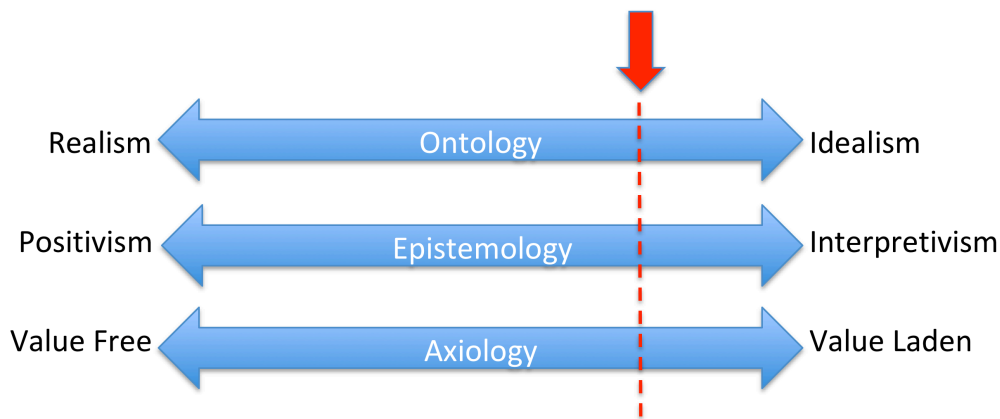 Realism Ontology Idealism
Positivism Epistemology Interpretivism
Value Free Axiology Value Laden